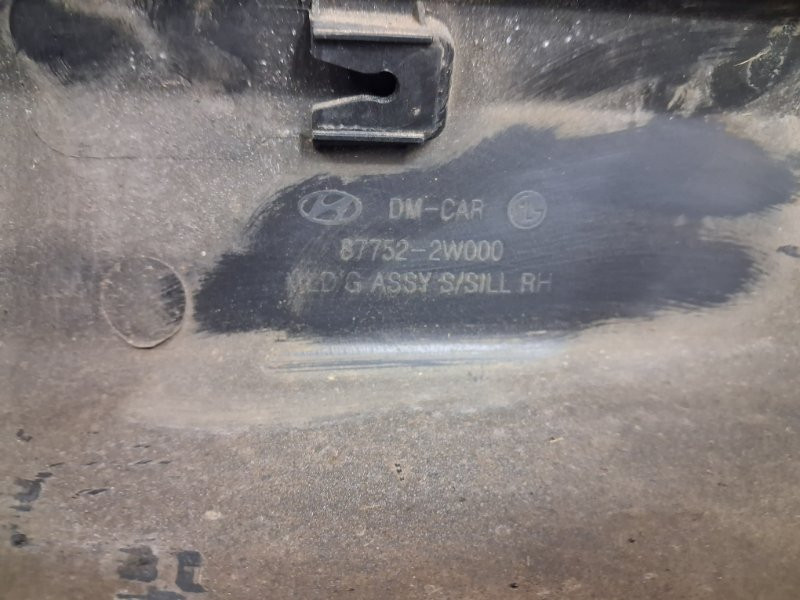 DM-CAR
87752-2W000
MLD'G ASSY S/SILL RH